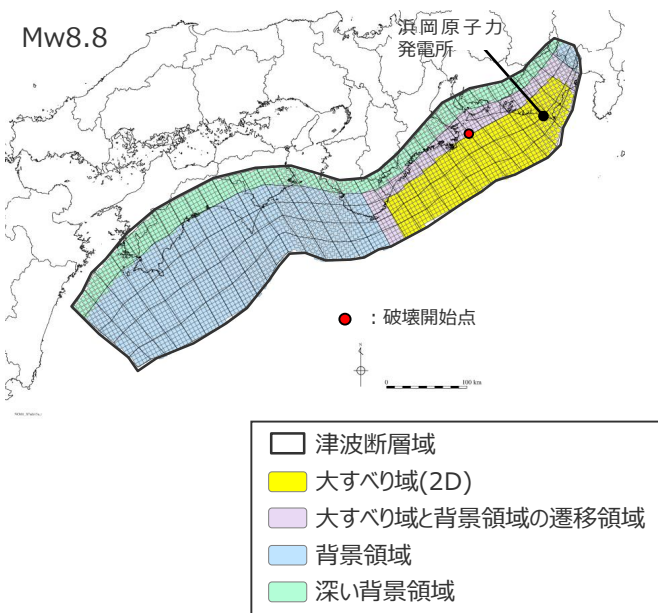 Mw8.8
浜岡原子力
発電所
：破壊開始点
N
0 100 km
津波断層域
大すべり域(2D)
大すべり域と背景領域の遷移領域
背景領域
深い背景領域